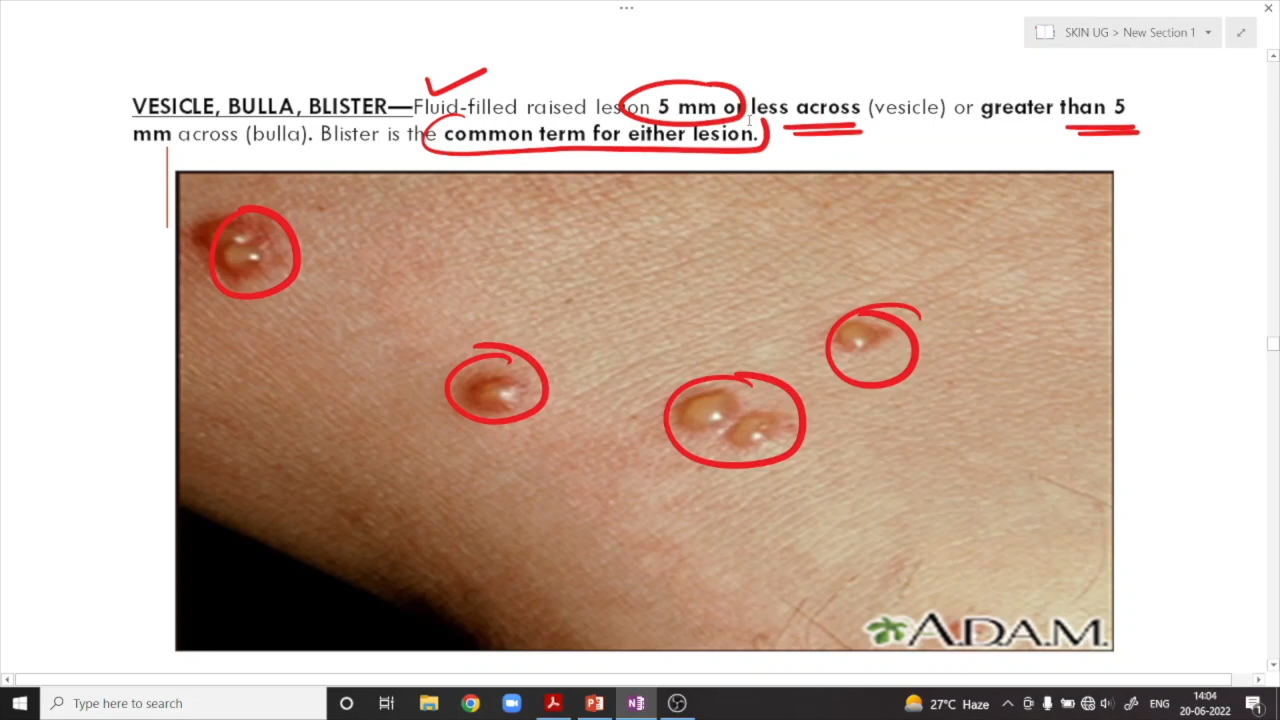 SKIN UG > New Section 1
VESICLE, BULLA, BLISTER—Fluid-filled raised lesion 5 mm or less across (vesicle) or greater than 5
mm across (bulla). Blister is the common term for either lesion.
A.D.A.M.
Type here to search
27°C Haze
ENG
14:04
20-06-2022
1